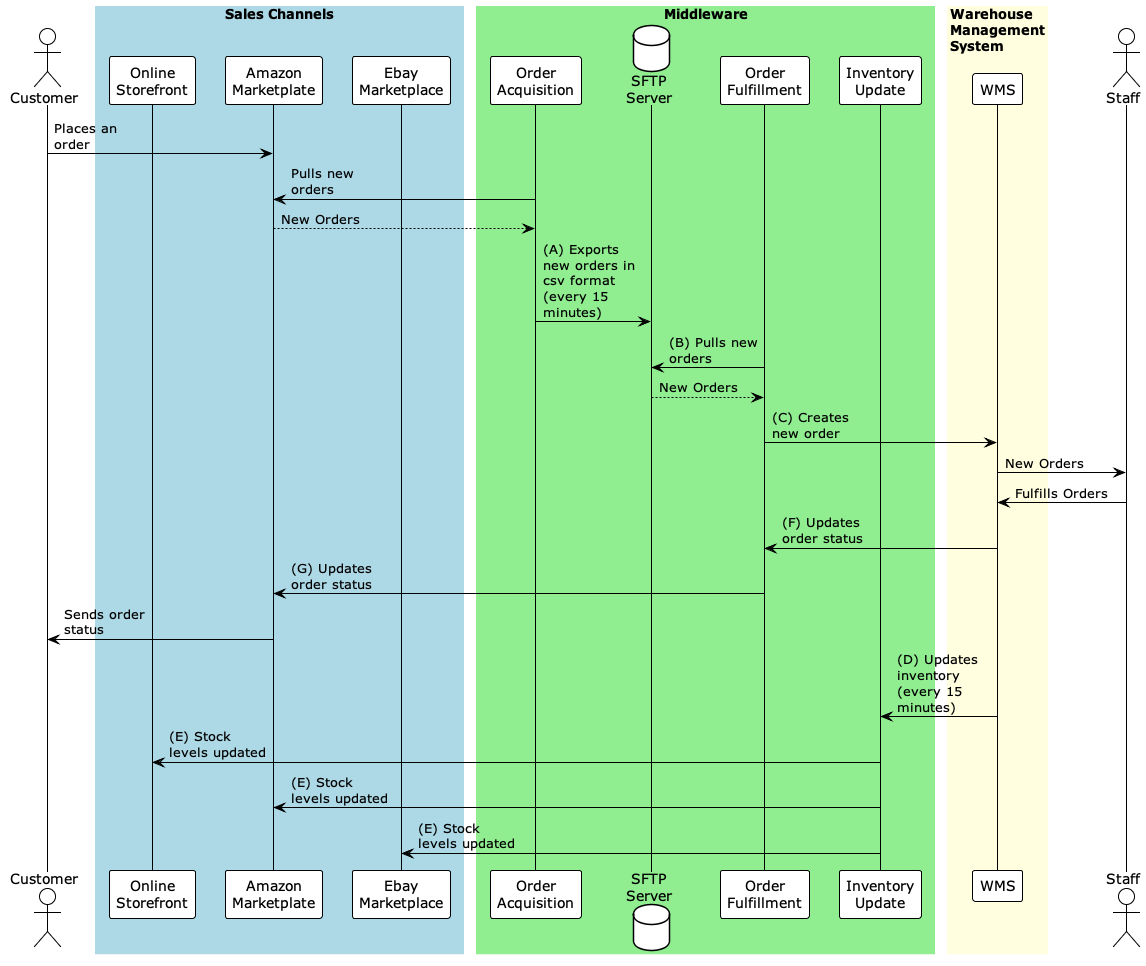 Sales Channels
Middleware
Warehouse
Management
System
Customer
Online
Storefront
Amazon
Marketplate
Ebay
Marketplace
Order
Acquisition
SFTP
Server
Order
Fulfillment
Inventory
Update
WMS
Staff
Places an
order
Pulls new
orders
New Orders
(A) Exports
new orders in
csv format
(every 15
minutes)
(B) Pulls new
orders
New Orders
(C) Creates
new order
New Orders
Fulfills Orders
(F) Updates
order status
(G) Updates
order status
Sends order
status
(D) Updates
inventory
(every 15
minutes)
(E) Stock
levels updated
(E) Stock
levels updated
(E) Stock
levels updated
Customer
Online
Storefront
Amazon
Marketplate
Ebay
Marketplace
Order
Acquisition
SFTP
Server
Order
Fulfillment
Inventory
Update
WMS
Staff